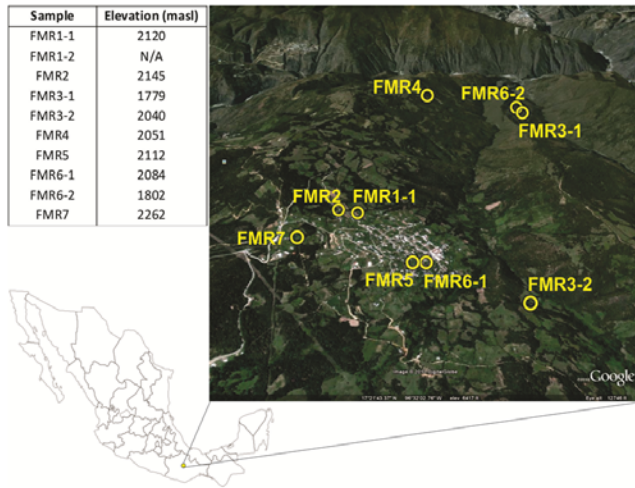 Sample Elevation (masl)
FMR1-1 2120
FMR1-2 N/A
FMR2 2145
FMR3-1 1779
FMR3-2 2040
FMR4 2051
FMR5 2112
FMR6-1 2084
FMR6-2 1802
FMR7 2262
FMR4
FMR6-2
FMR3-1
FMR2
FMR1-1
FMR7
FMR5
FMR6-1
FMR3-2
Google